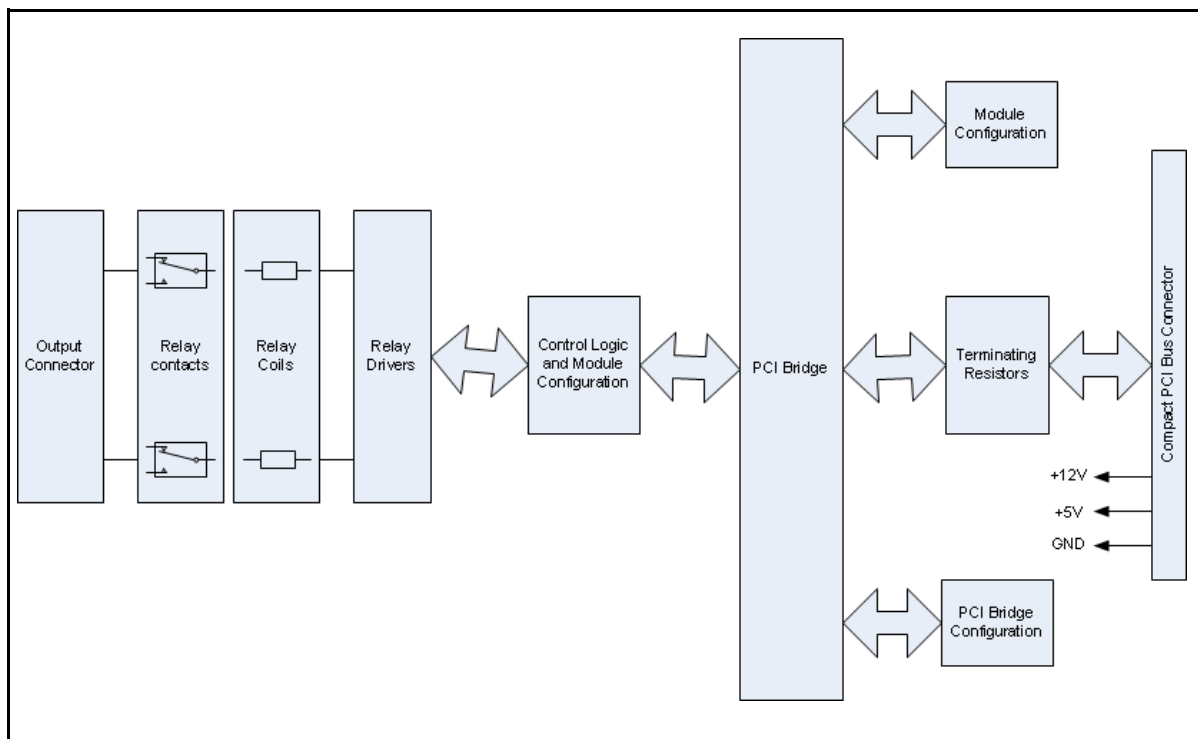 Output
Connector
Relay
contacts
Relay
Coils
Relay
Drivers
Control Logic
and Module
Configuration
PCI Bridge
Module
Configuration
Terminating
Resistors
PCI Bridge
Configuration
Compact PCI Bus Connector
+12V
+5V
GND